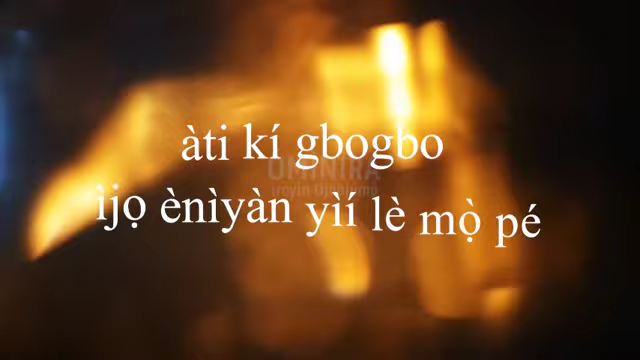 àti kí gbogbo
ìjọ ènìyàn yìí lè mọ̀ pé